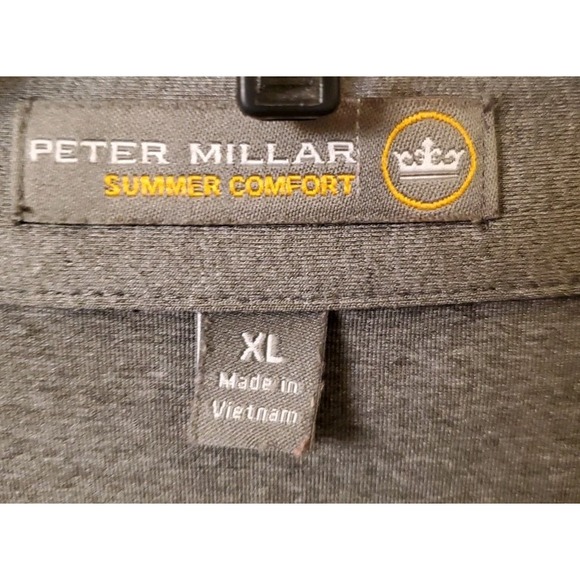 PETER MILLAR
SUMMER COMFORT
XL
Made in
Vietnam